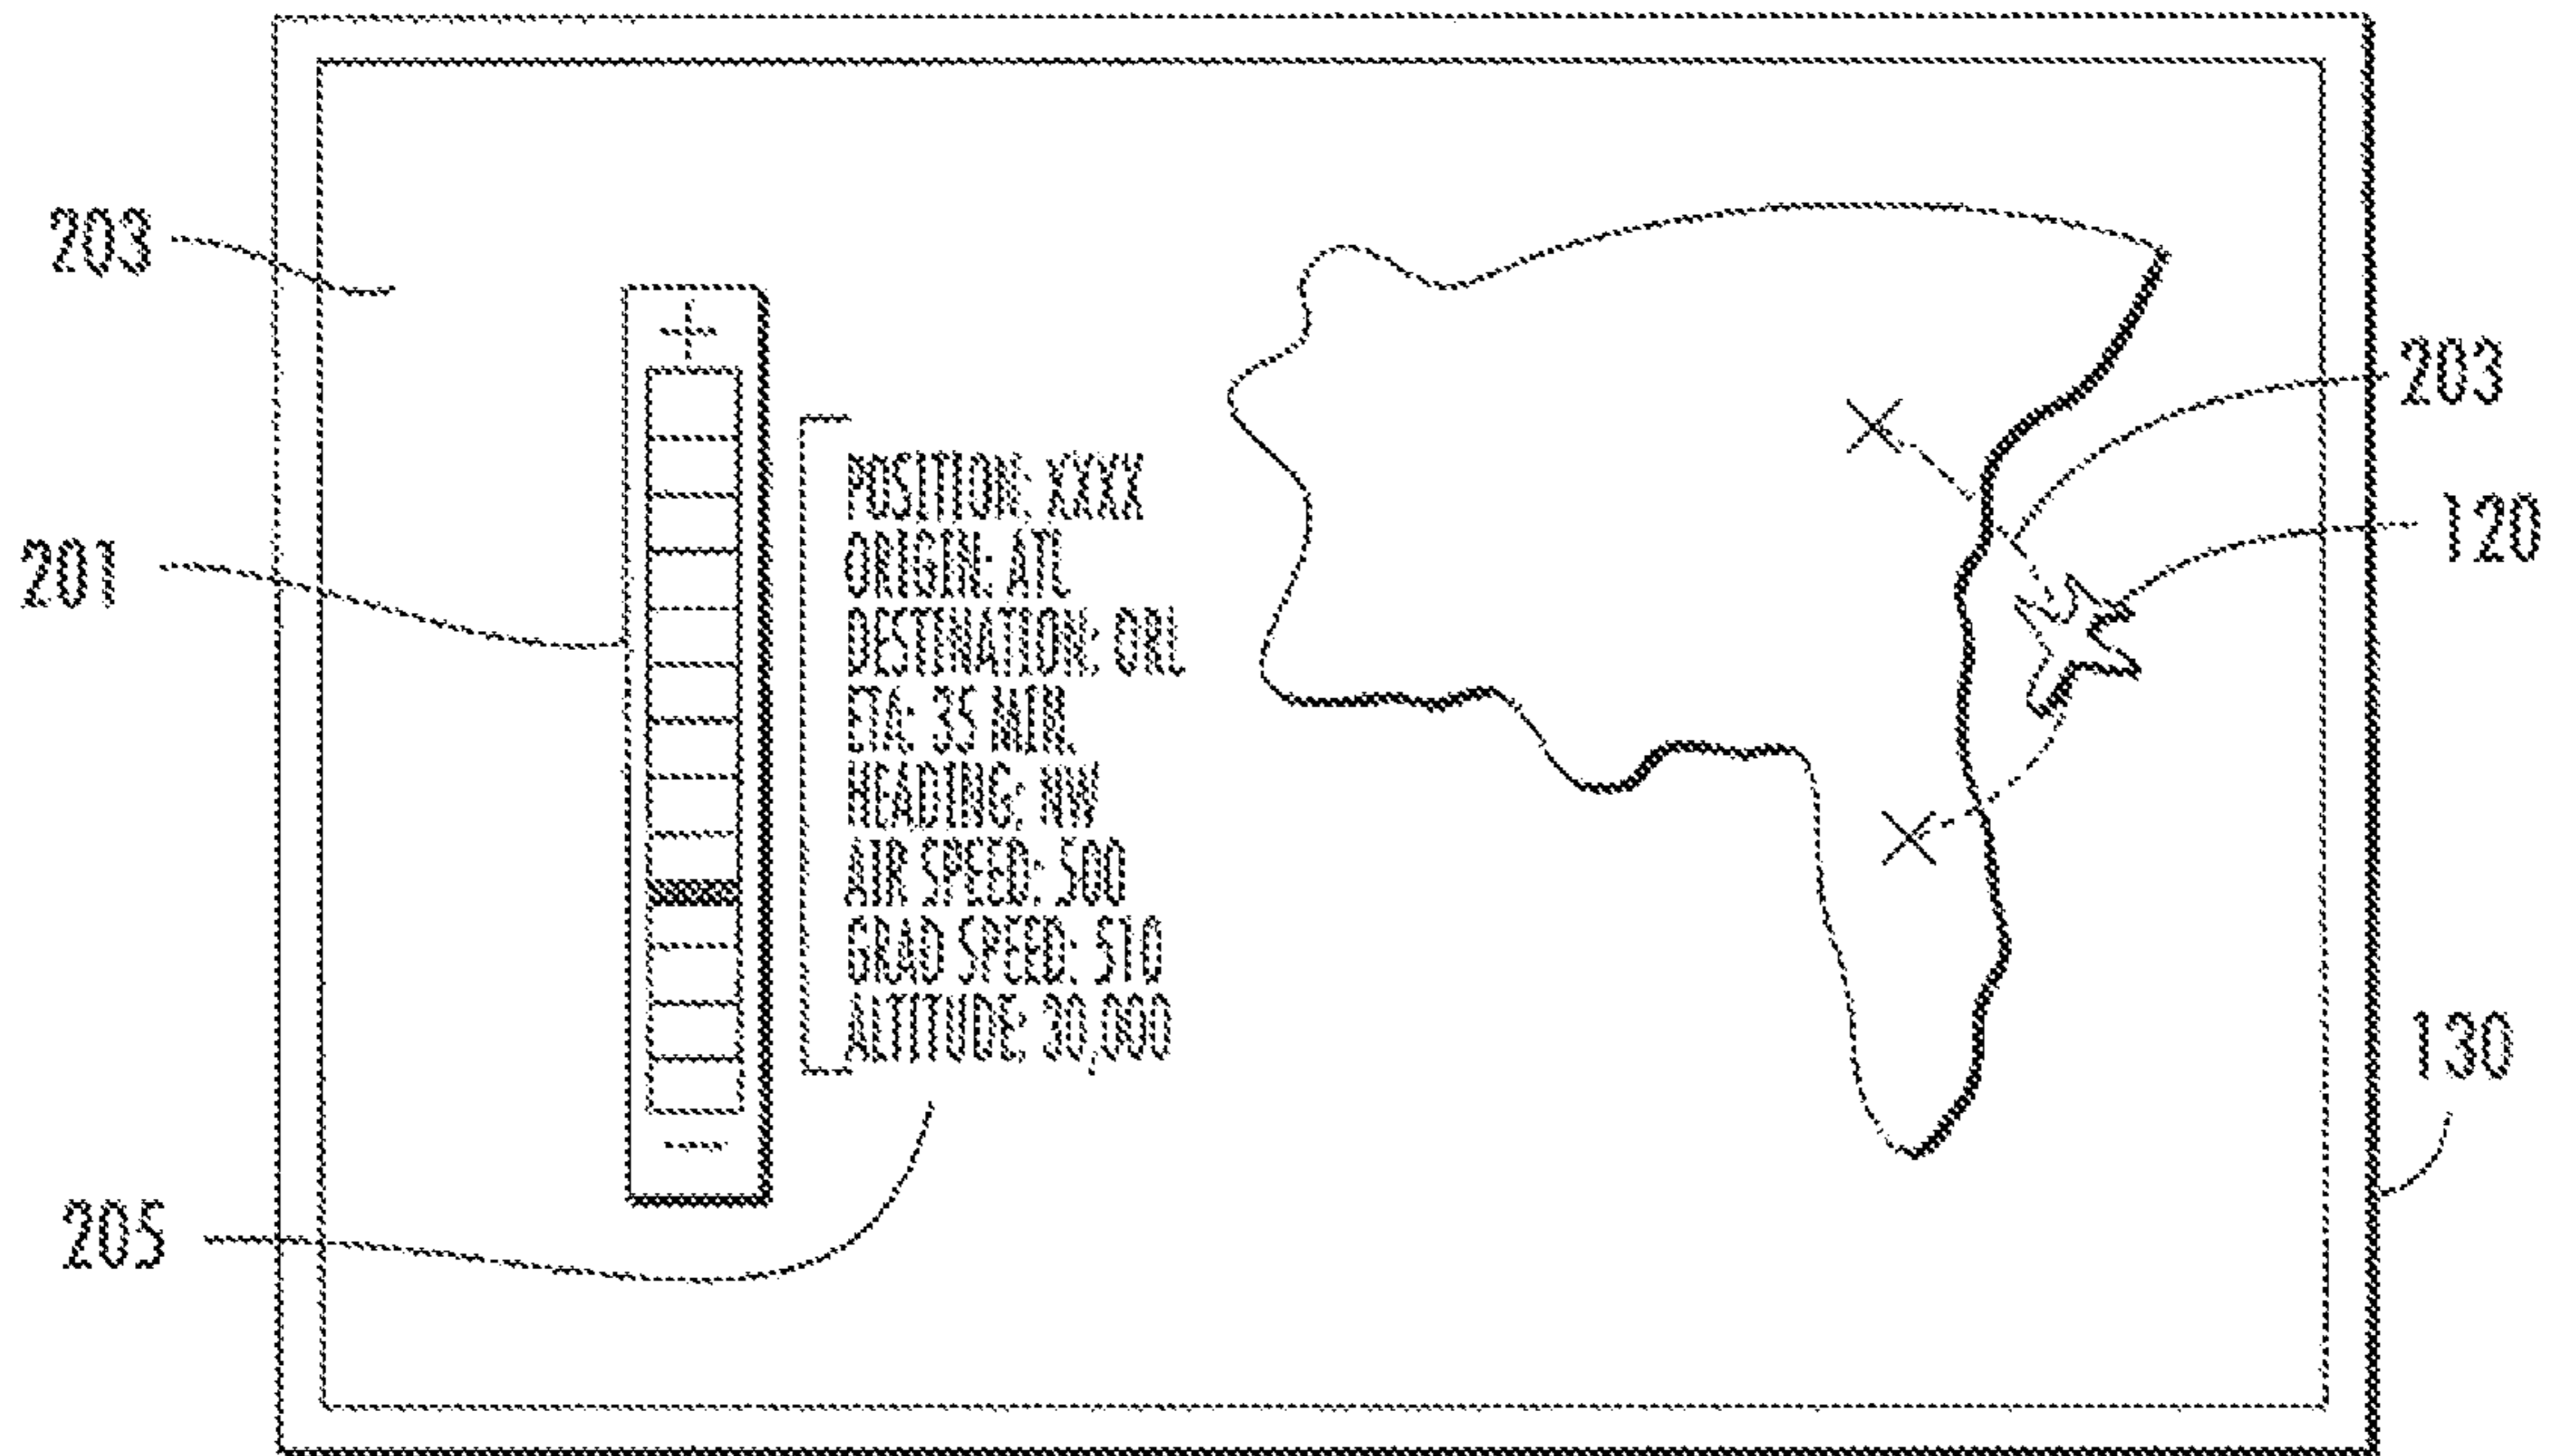 203
+
203
POSITION: XXXX
120
201
ORIGIN: ATL
DESTINATION: ORL
ETA: 35 MIN.
HEADING: NW
AIR SPEED: 500
GRAD SPEED: 510
ALTITUDE: 30,000
130
—
205